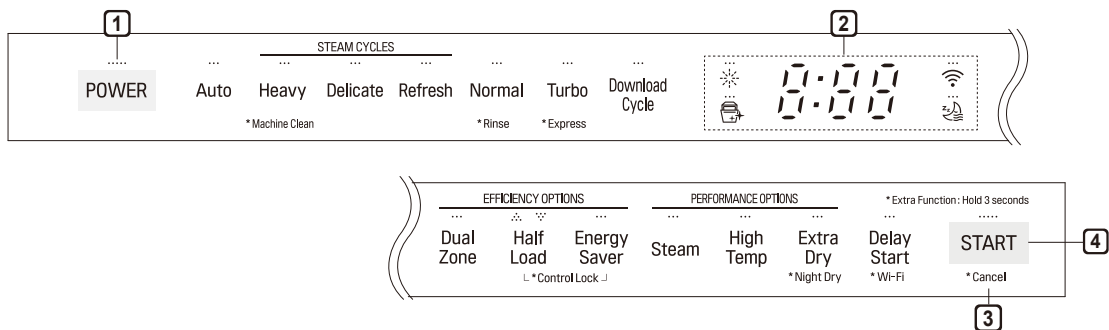 1
2
STEAM CYCLES
POWER Auto Heavy Delicate Refresh Normal Turbo Download Cycle
8:88
* Machine Clean * Rinse * Express
EFFICIENCY OPTIONS PERFORMANCE OPTIONS * Extra Function : Hold 3 seconds
Dual Zone Half Load Energy Saver Steam High Temp Extra Dry Delay Start START
4
* Control Lock * Night Dry * Wi-Fi * Cancel
3